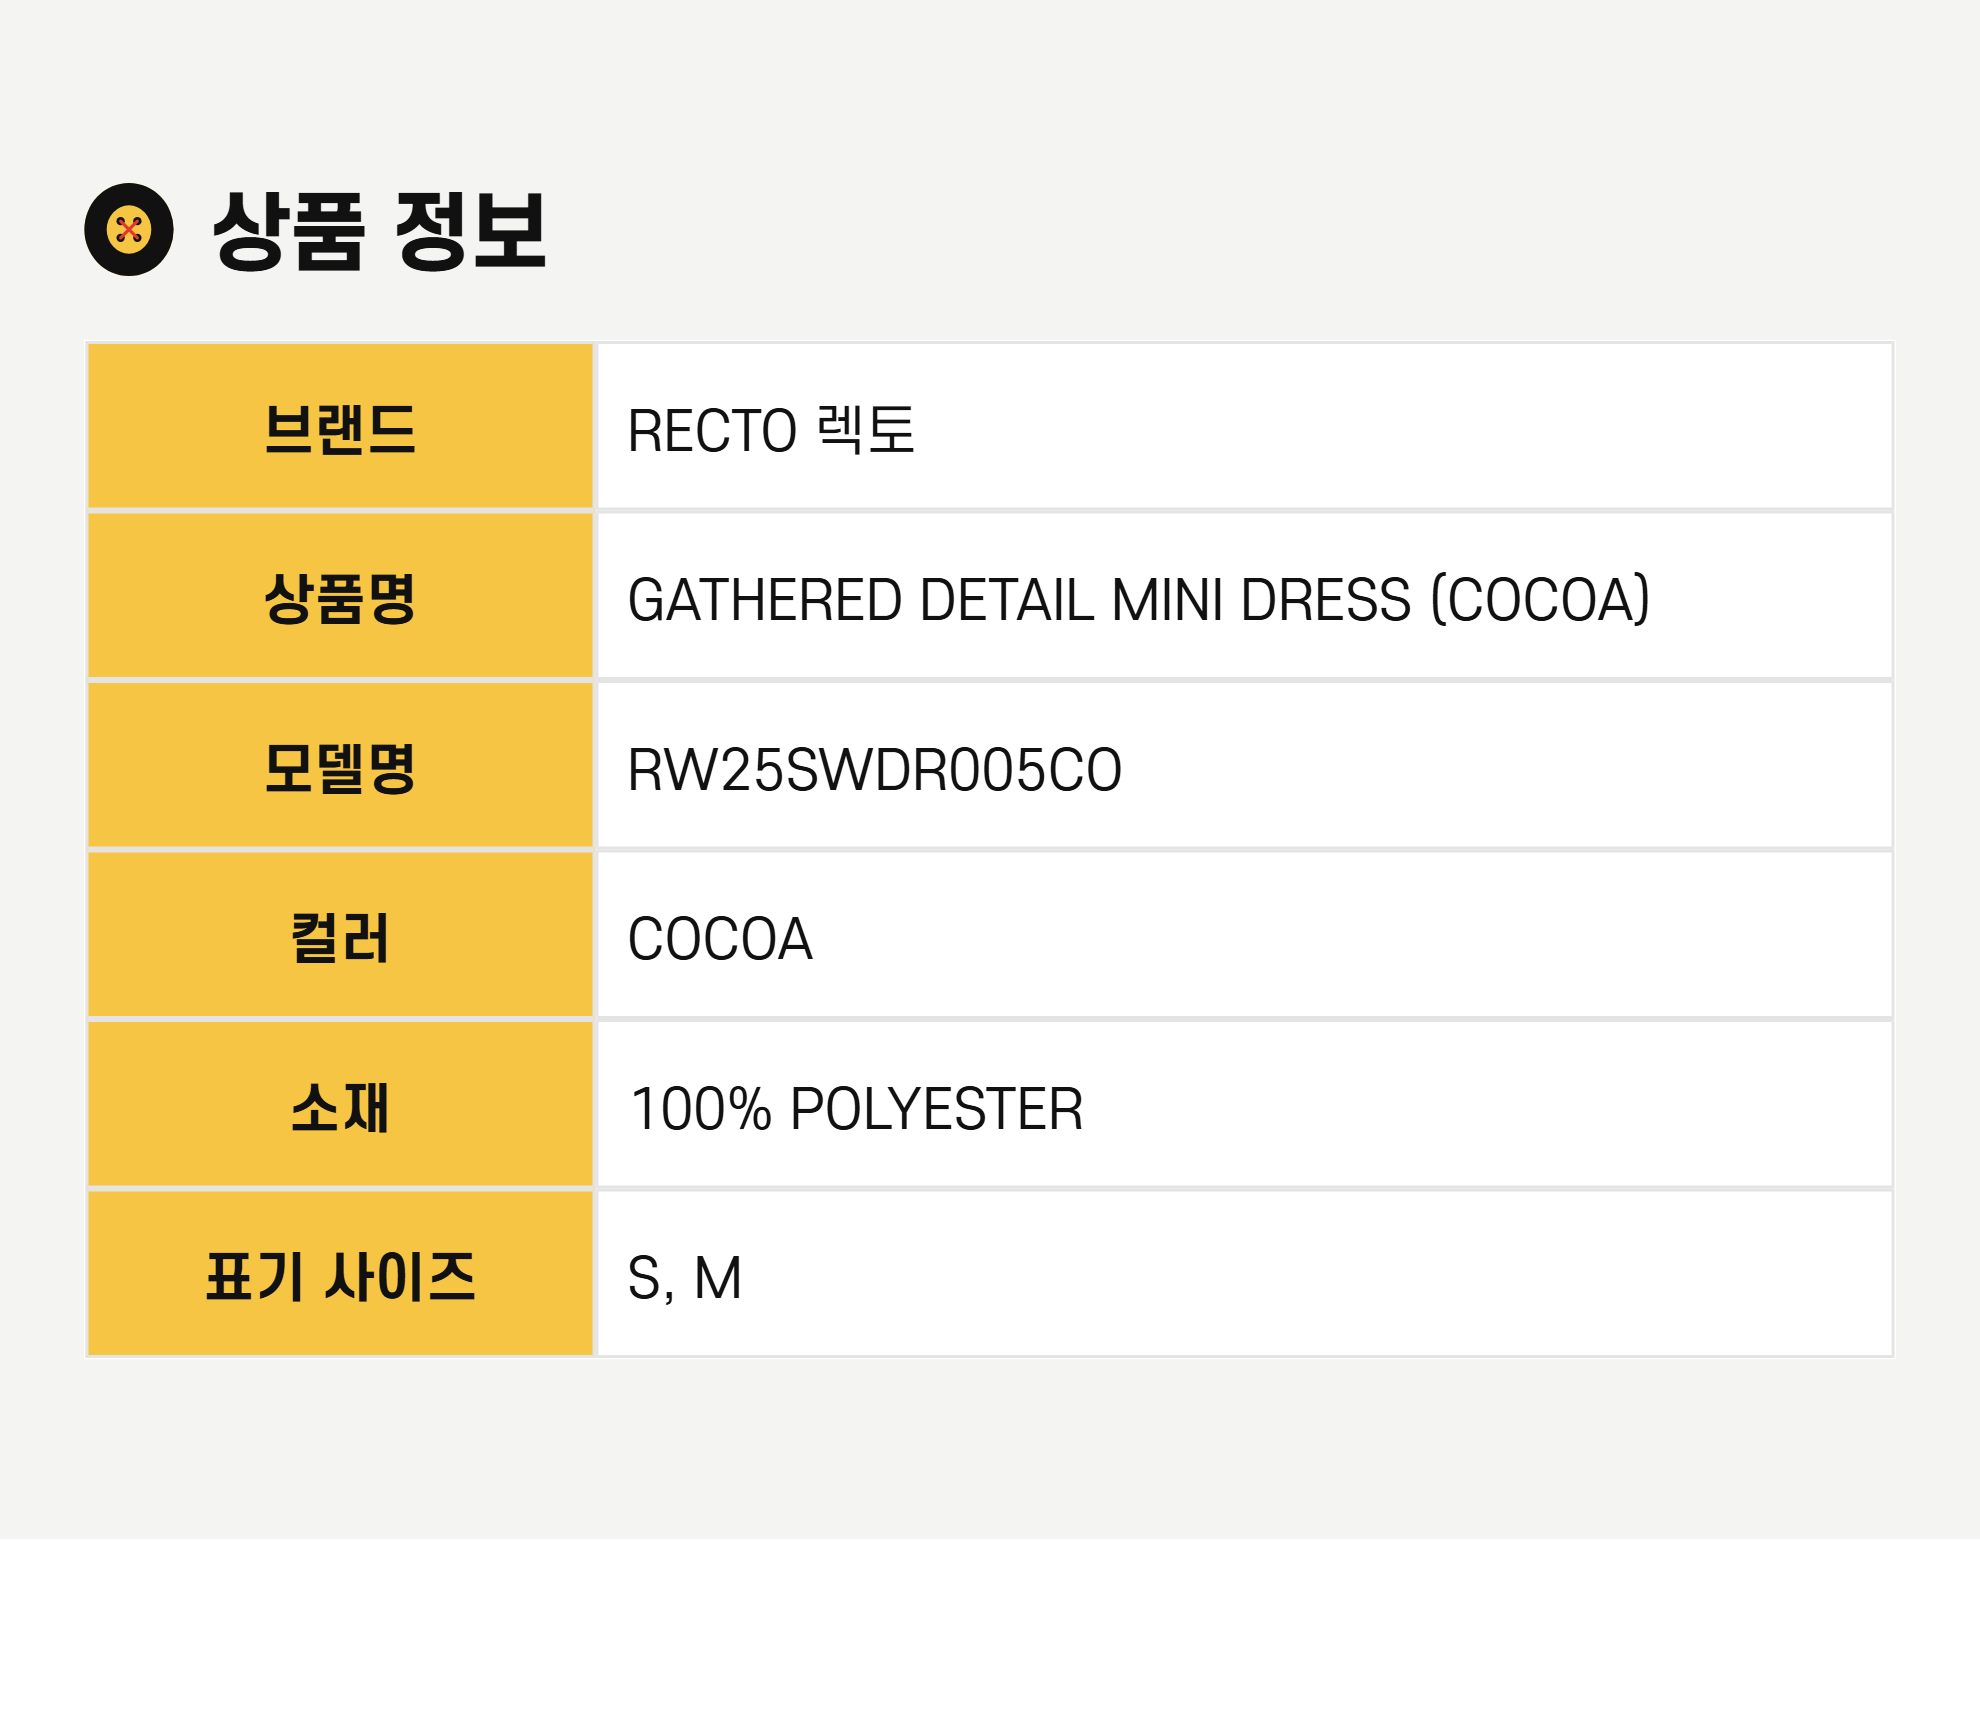 상품 정보
브랜드 RECTO 렉토
상품명 GATHERED DETAIL MINI DRESS (COCOA)
모델명 RW25SWDR005CO
컬러 COCOA
소재 100% POLYESTER
표기 사이즈 S, M